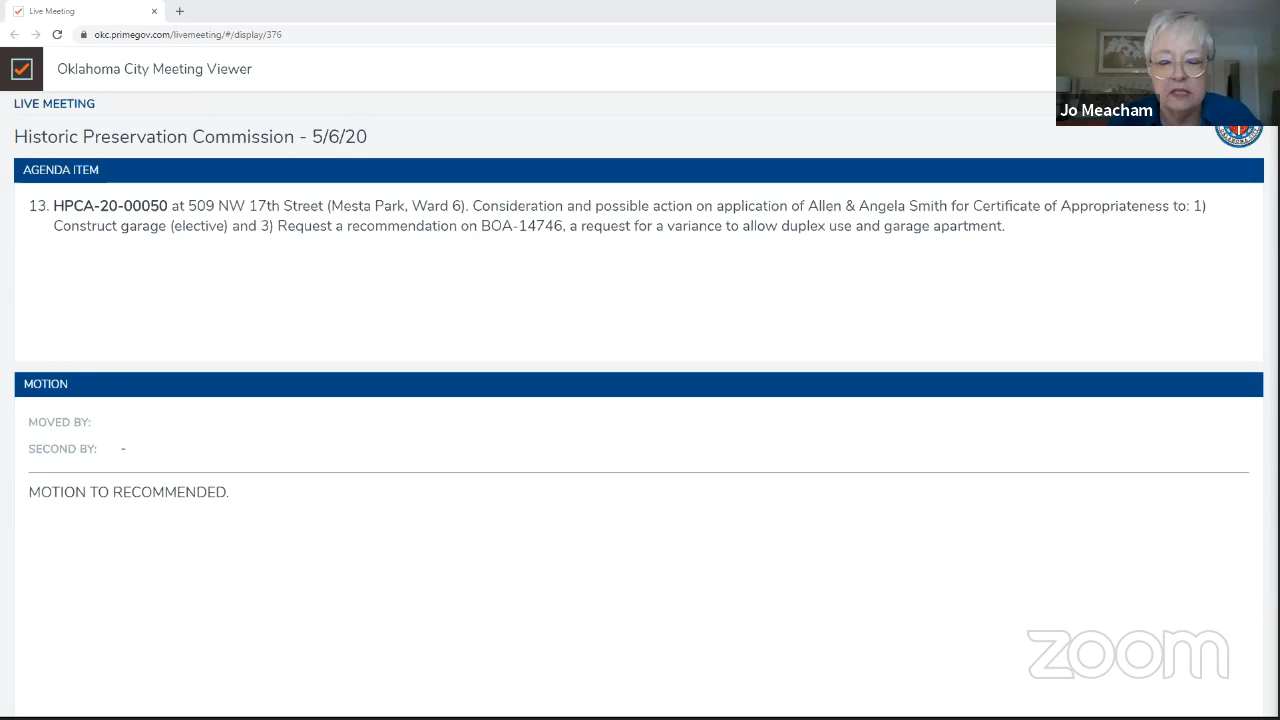 Live Meeting
okc.primegov.com/livemeeting/#/display/376
Oklahoma City Meeting Viewer
Jo Meacham
LIVE MEETING
Historic Preservation Commission - 5/6/20
AGENDA ITEM
13. HPCA-20-00050 at 509 NW 17th Street (Mesta Park, Ward 6). Consideration and possible action on application of Allen & Angela Smith for Certificate of Appropriateness to: 1)
Construct garage (elective) and 3) Request a recommendation on BOA-14746, a request for a variance to allow duplex use and garage apartment.
MOTION
MOVED BY:
SECOND BY: -
MOTION TO RECOMMENDED.
zoom